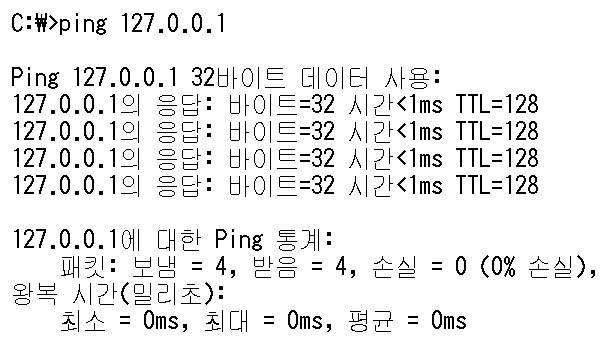 C:₩>ping 127.0.0.1
Ping 127.0.0.1 32바이트 데이터 사용:
127.0.0.1의 응답: 바이트=32 시간<1ms TTL=128
127.0.0.1의 응답: 바이트=32 시간<1ms TTL=128
127.0.0.1의 응답: 바이트=32 시간<1ms TTL=128
127.0.0.1의 응답: 바이트=32 시간<1ms TTL=128
127.0.0.1에 대한 Ping 통계:
패킷: 보냄 = 4, 받음 = 4, 손실 = 0 (0% 손실),
왕복 시간(밀리초):
최소 = 0ms, 최대 = 0ms, 평균 = 0ms